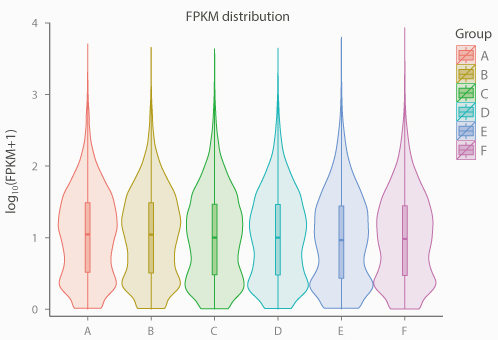 FPKM distribution
log10(FPKM+1)
4
3
2
1
0
A
B
C
D
E
F
Group
A
B
C
D
E
F